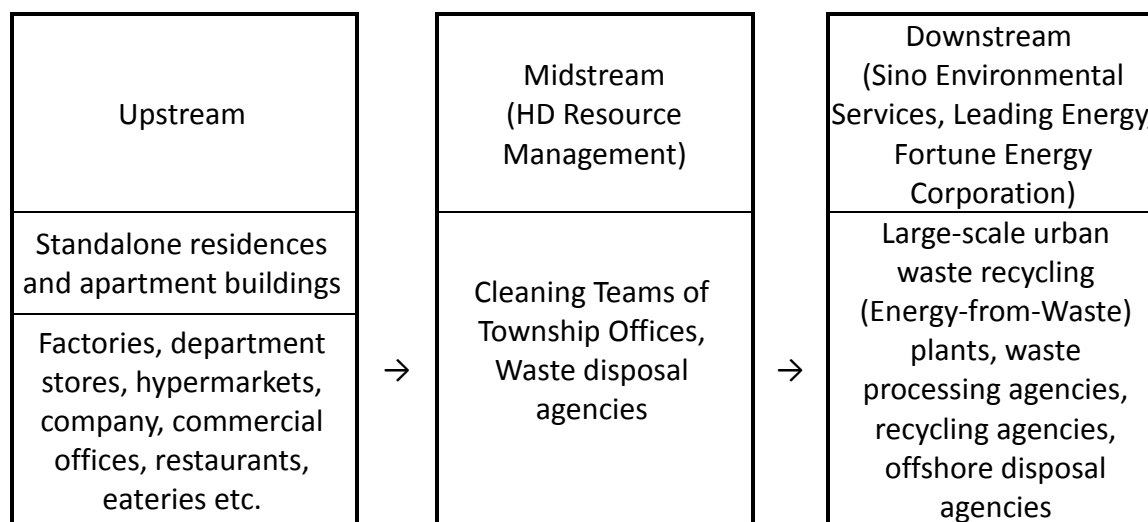 Upstream
Standalone residences
and apartment buildings
Factories, department
stores, hypermarkets,
company, commercial
offices, restaurants,
eateries etc.
→
Midstream
(HD Resource
Management)
Cleaning Teams of
Township Offices,
Waste disposal
agencies
→
Downstream
(Sino Environmental
Services, Leading Energy,
Fortune Energy
Corporation)
Large-scale urban
waste recycling
(Energy-from-Waste)
plants, waste
processing agencies,
recycling agencies,
offshore disposal
agencies